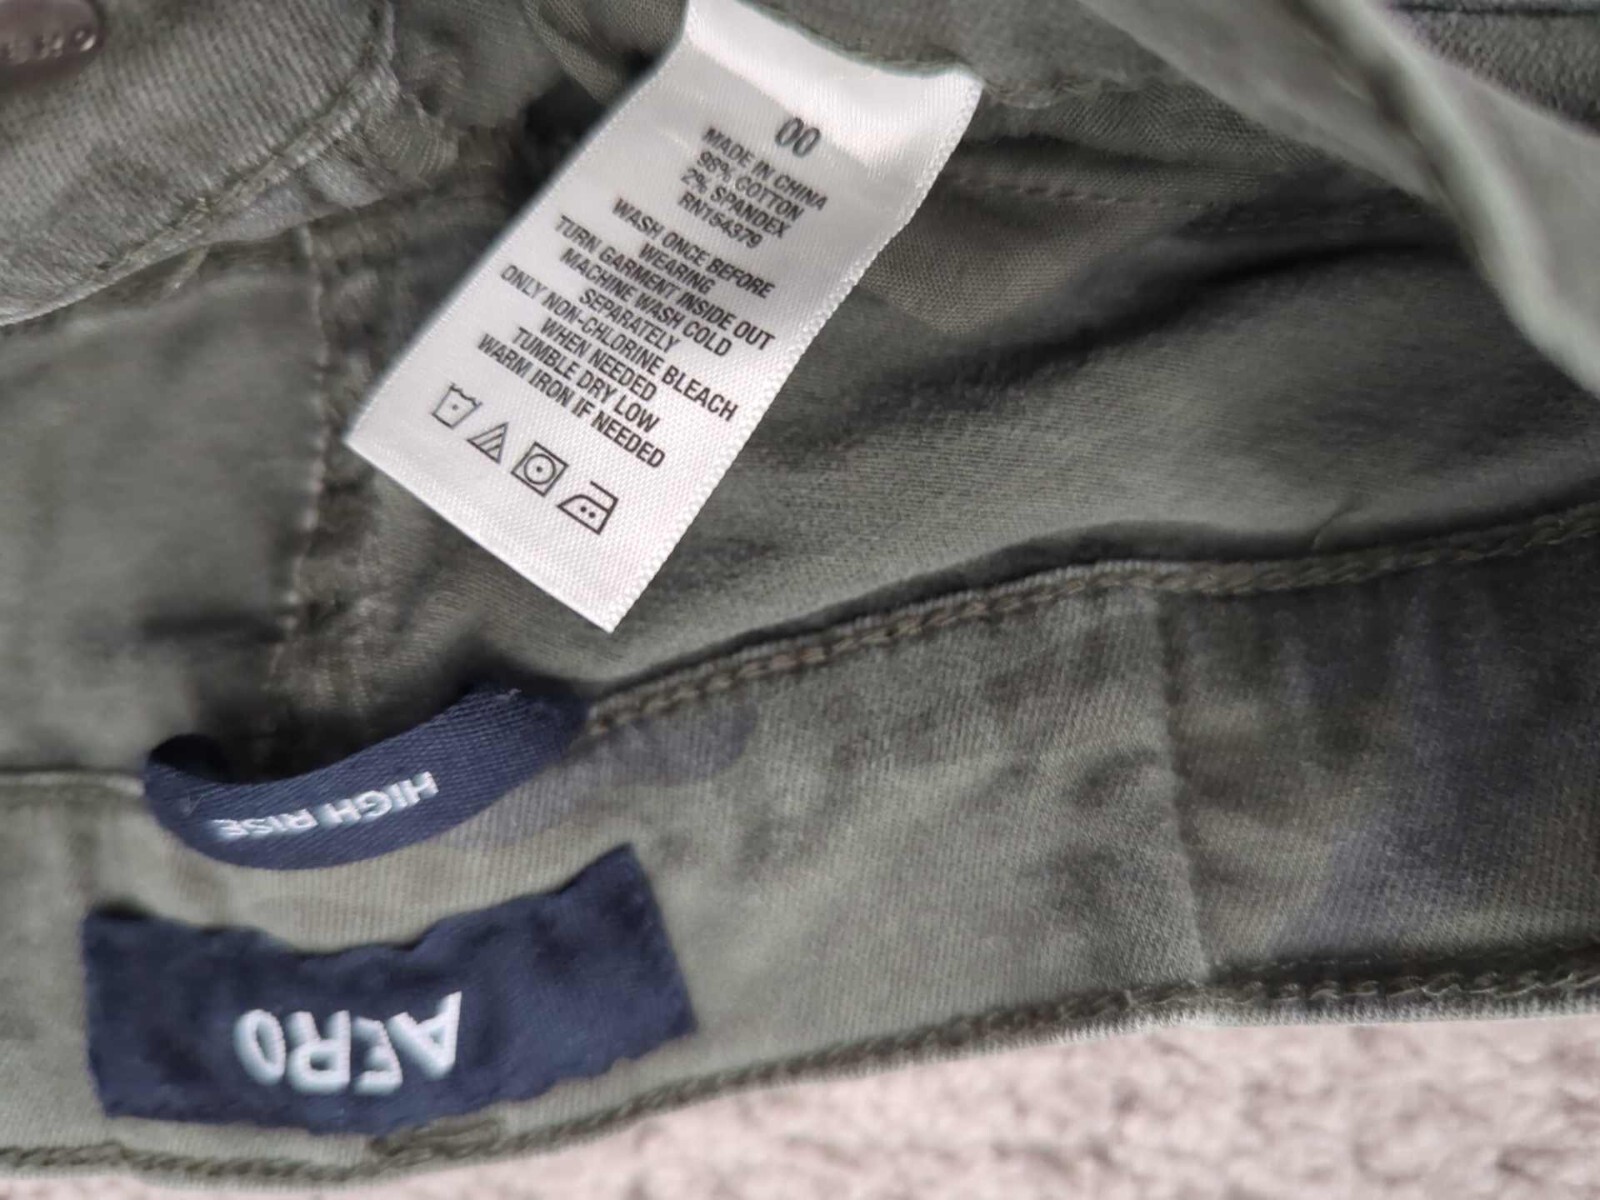 00
MADE IN CHINA
98% COTTON
2% SPANDEX
RN154379
WASH ONCE BEFORE
WEARING
TURN GARMENT INSIDE OUT
MACHINE WASH COLD
SEPARATELY
ONLY NON-CHLORINE BLEACH
WHEN NEEDED
TUMBLE DRY LOW
WARM IRON IF NEEDED
HIGH RISE
AERO